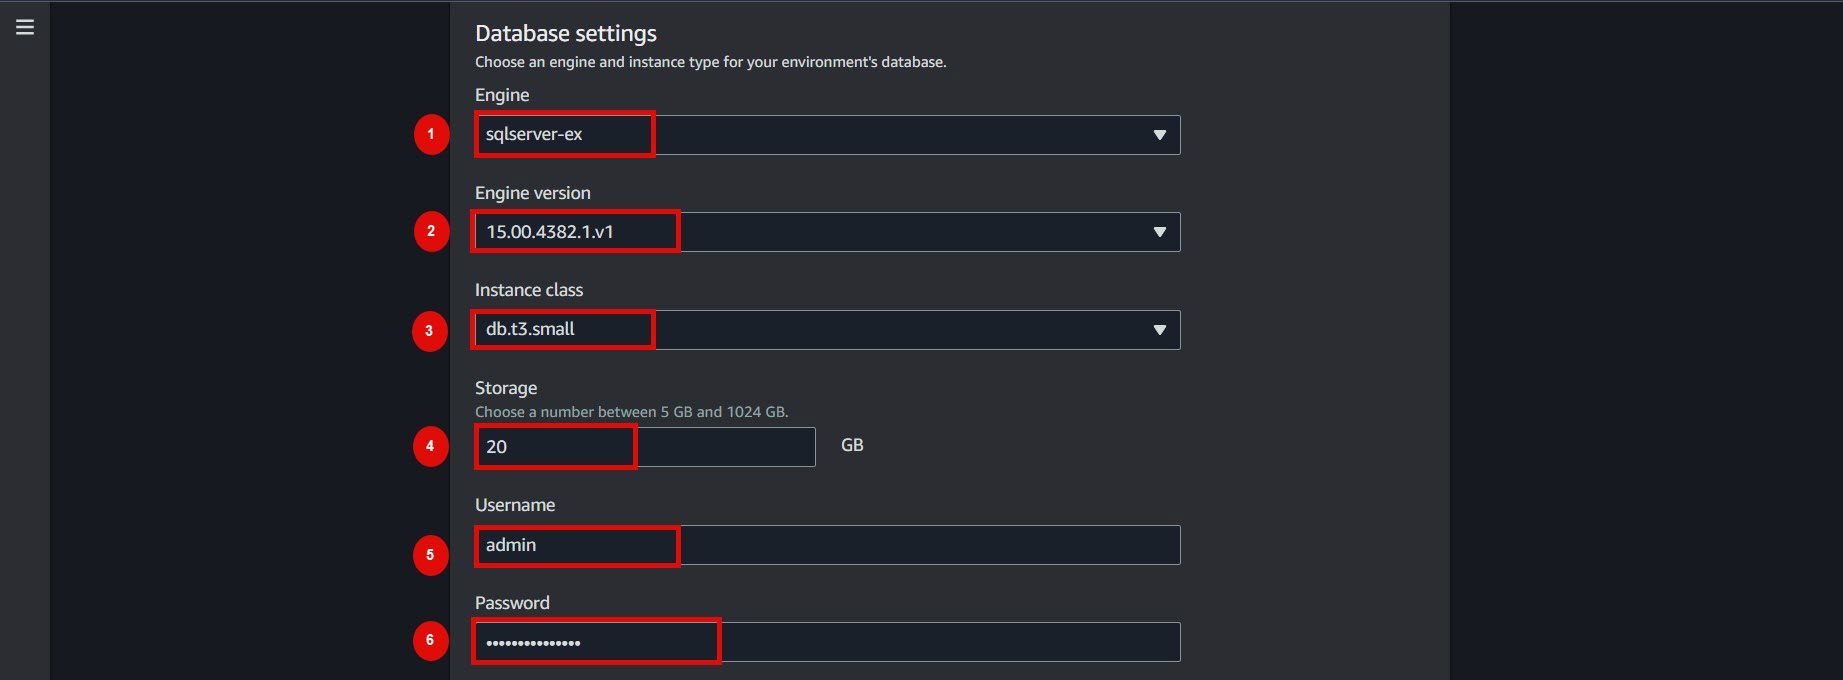 Database settings
Choose an engine and instance type for your environment's database.
Engine
1 sqlserver-ex
Engine version
2 15.00.4382.1.v1
Instance class
3 db.t3.small
Storage
Choose a number between 5 GB and 1024 GB.
4 20 GB
Username
5 admin
Password
6 •••••••••••••••